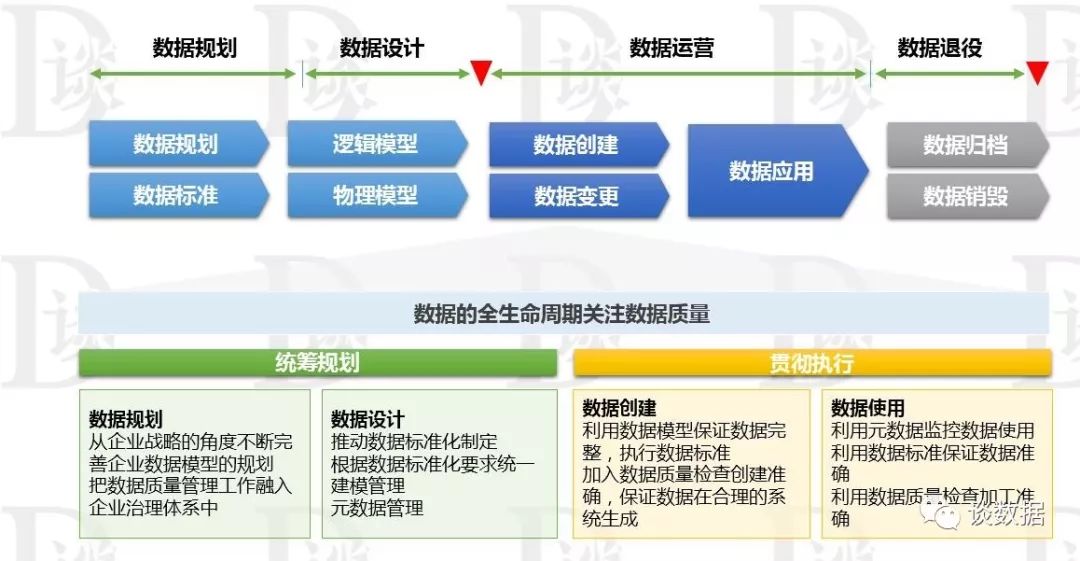 数据规划
数据设计
数据运营
数据退役
数据规划
逻辑模型
数据创建
数据应用
数据归档
数据标准
物理模型
数据变更
数据销毁
数据的全生命周期关注数据质量
统筹规划
贯彻执行
数据规划
从企业战略的角度不断完
善企业数据模型的规划
把数据质量管理工作融入
企业治理体系中
数据设计
推动数据标准化制定
根据数据标准化要求统一
建模管理
元数据管理
数据创建
利用数据模型保证数据完
整，执行数据标准
加入数据质量检查创建准
确，保证数据在合理的系
统生成
数据使用
利用元数据监控数据使用
利用数据标准保证数据准
确
利用数据质量检查加工准
确
谈数据
D谈